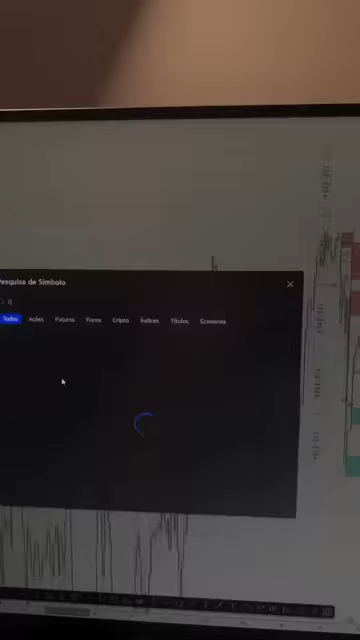 Pesquisa de Símbolo
Todos Ações Futuros Forex Cripto Índices Títulos Economia